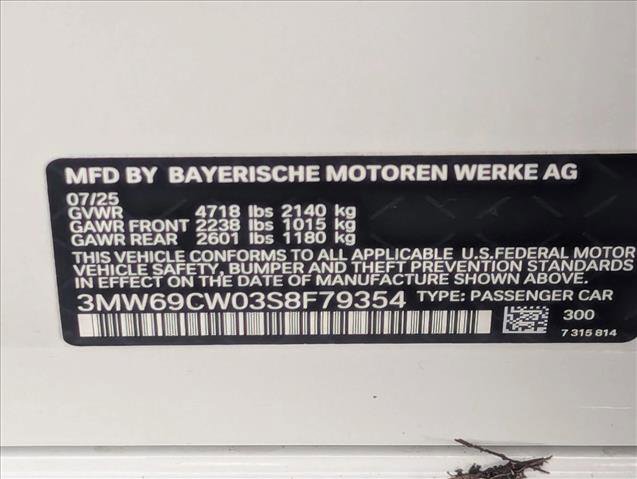 MFD BY BAYERISCHE MOTOREN WERKE AG
07/25
GVWR 4718 lbs 2140 kg
GAWR FRONT 2238 lbs 1015 kg
GAWR REAR 2601 lbs 1180 kg
THIS VEHICLE CONFORMS TO ALL APPLICABLE U.S.FEDERAL MOTOR
VEHICLE SAFETY, BUMPER AND THEFT PREVENTION STANDARDS
IN EFFECT ON THE DATE OF MANUFACTURE SHOWN ABOVE.
3MW69CW03S8F79354 TYPE: PASSENGER CAR
300
7 315 814